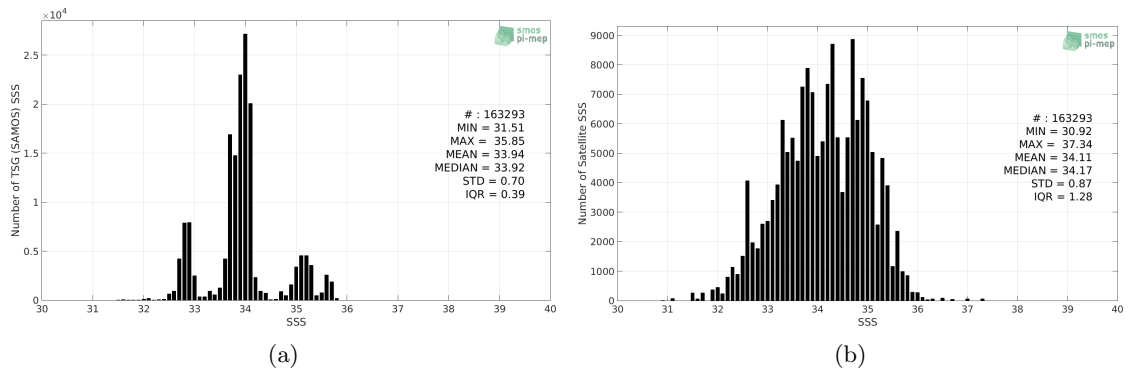 ×10⁴
2.5
2
1.5
1
0.5
0
30 31 32 33 34 35 36 37 38 39 40
SSS
Number of TSG (SAMOS) SSS
smos
pi-mep
# : 163293
MIN = 31.51
MAX = 35.85
MEAN = 33.94
MEDIAN = 33.92
STD = 0.70
IQR = 0.39
(a)
9000
8000
7000
6000
5000
4000
3000
2000
1000
0
30 31 32 33 34 35 36 37 38 39 40
SSS
Number of Satellite SSS
smos
pi-mep
# : 163293
MIN = 30.92
MAX = 37.34
MEAN = 34.11
MEDIAN = 34.17
STD = 0.87
IQR = 1.28
(b)